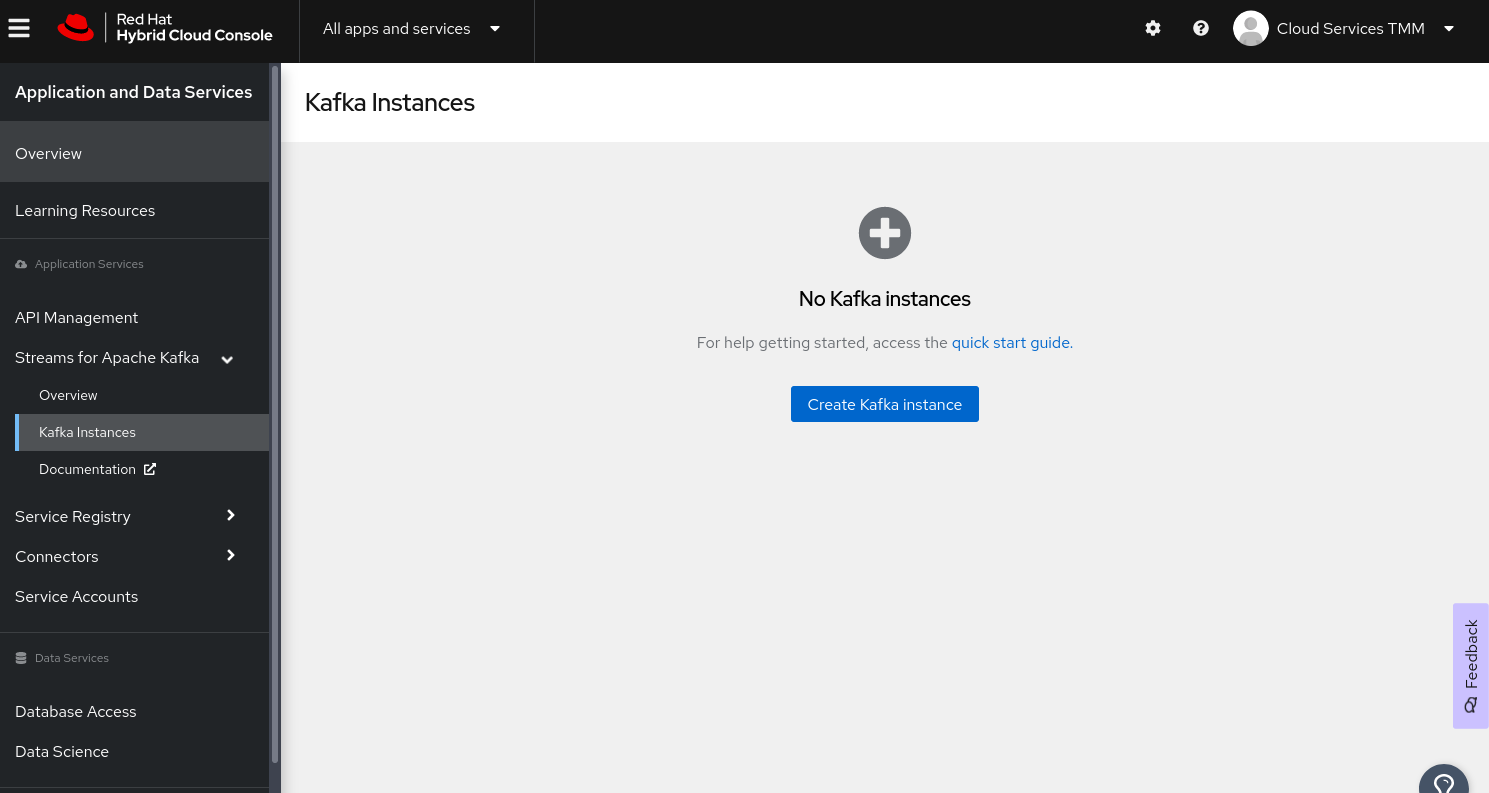 Red Hat
Hybrid Cloud Console
All apps and services
Cloud Services TMM
Application and Data Services
Overview
Learning Resources
Application Services
API Management
Streams for Apache Kafka
Overview
Kafka Instances
Documentation
Service Registry
Connectors
Service Accounts
Data Services
Database Access
Data Science
Kafka Instances
No Kafka instances
For help getting started, access the quick start guide.
Create Kafka instance
Feedback